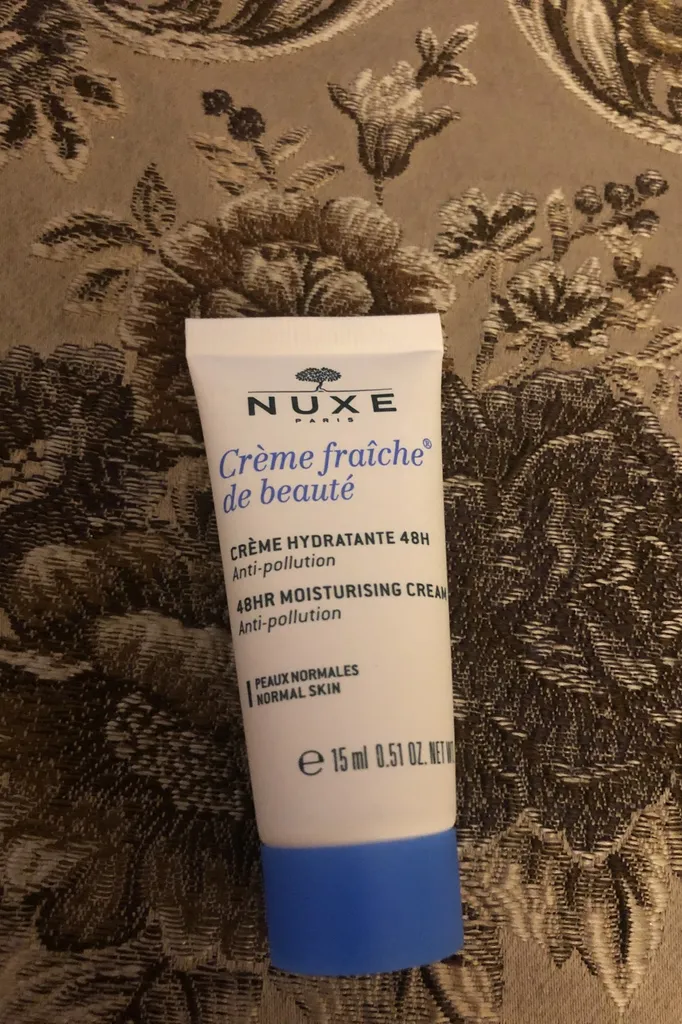 NUXE
PARIS
Crème fraîche®
de beauté
CRÈME HYDRATANTE 48H
Anti-pollution
48HR MOISTURISING CREAM
Anti-pollution
PEAUX NORMALES
NORMAL SKIN
℮ 15 ml 0.51 OZ. NET